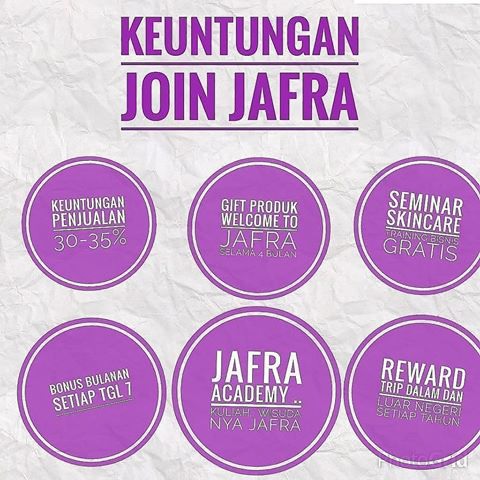 KEUNTUNGAN
JOIN JAFRA
KEUNTUNGAN
PENJUALAN
30-35%
GIFT PRODUK
WELCOME TO
JAFRA
SELAMA 4 BULAN
SEMINAR
SKINCARE
TRAINING BISNIS
GRATIS
BONUS BULANAN
SETIAP TGL 7
JAFRA
ACADEMY ..
KULIAH, WISUDA
NYA JAFRA
REWARD
TRIP DALAM DAN
LUAR NEGERI
SETIAP TAHUN
PhotoGrid